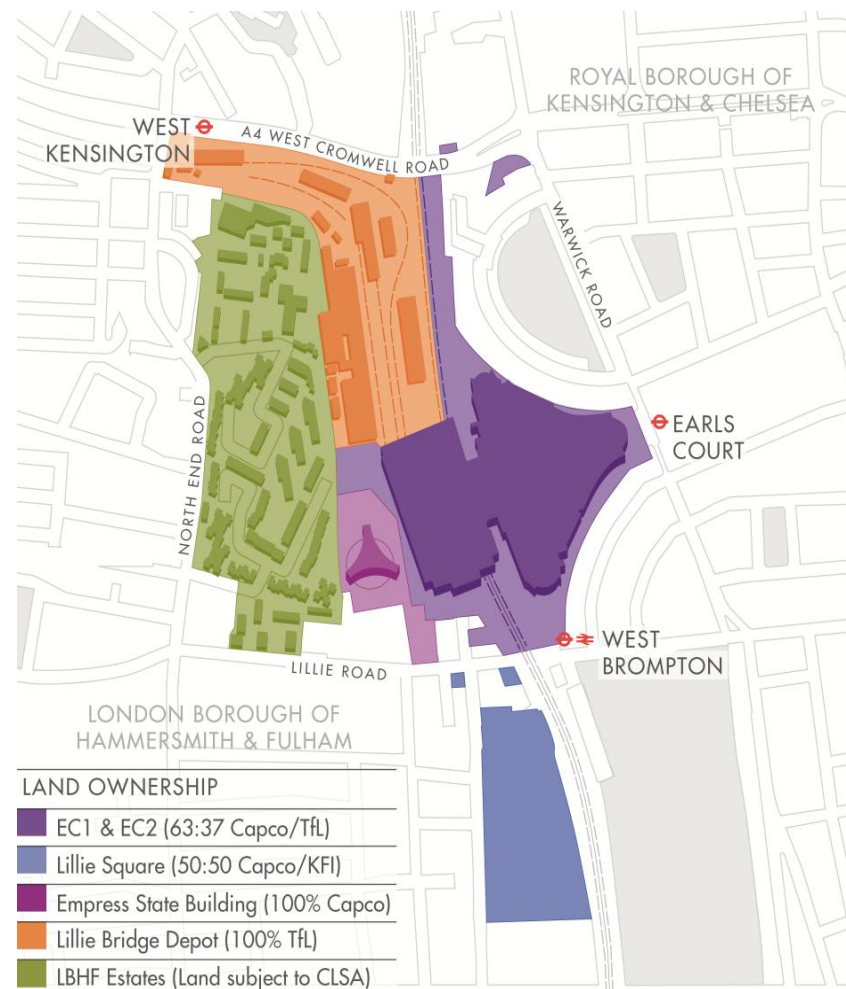 ROYAL BOROUGH OF
KENSINGTON & CHELSEA
WEST
KENSINGTON
A4 WEST CROMWELL ROAD
WARWICK ROAD
EARLS
COURT
NORTH END ROAD
WEST
BROMPTON
LILLIE ROAD
LONDON BOROUGH OF
HAMMERSMITH & FULHAM
LAND OWNERSHIP
EC1 & EC2 (63:37 Capco/TfL)
Lillie Square (50:50 Capco/KFI)
Empress State Building (100% Capco)
Lillie Bridge Depot (100% TfL)
LBHF Estates (Land subject to CLSA)